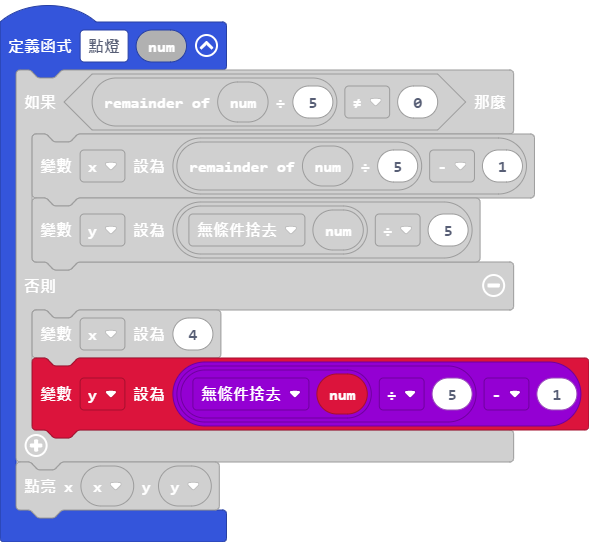 定義函式 點燈 num
如果 remainder of num ÷ 5 ≠ 0 那麼
變數 x 設為 remainder of num ÷ 5 - 1
變數 y 設為 無條件捨去 num ÷ 5
否則
變數 x 設為 4
變數 y 設為 無條件捨去 num ÷ 5 - 1
點亮 x x y y